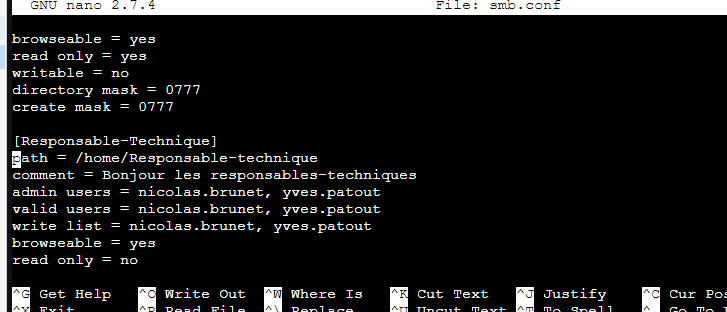 GNU nano 2.7.4 File: smb.conf
browseable = yes
read only = yes
writable = no
directory mask = 0777
create mask = 0777
[Responsable-Technique]
path = /home/Responsable-technique
comment = Bonjour les responsables-techniques
admin users = nicolas.brunet, yves.patout
valid users = nicolas.brunet, yves.patout
write list = nicolas.brunet, yves.patout
browseable = yes
read only = no
^G Get Help ^O Write Out ^W Where Is ^K Cut Text ^J Justify ^C Cur Pos
^X Exit ^R Read File ^\ Replace ^U Uncut Text ^T To Spell Go To